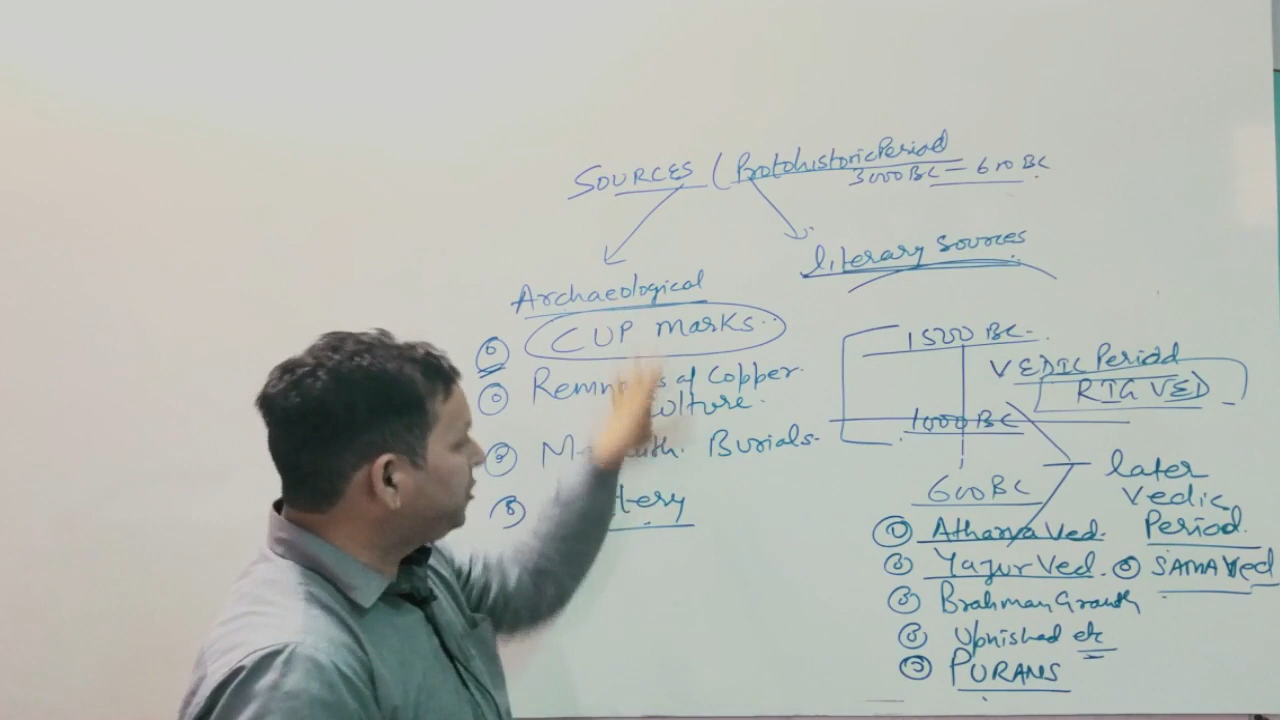 SOURCES (Protohistoric Period
3000 BC - 600 BC
Archaeological
CUP Marks.
of Copper
Culture.
Burials
literary Sources
1500 BC.
VEDIC Period
RIG VED
1000 BC
600 BC
later
Vedic
Period.
Atharva Ved.
Yajur Ved.
SAMA Ved
Brahman Granth
Upnishad etc
PURANS